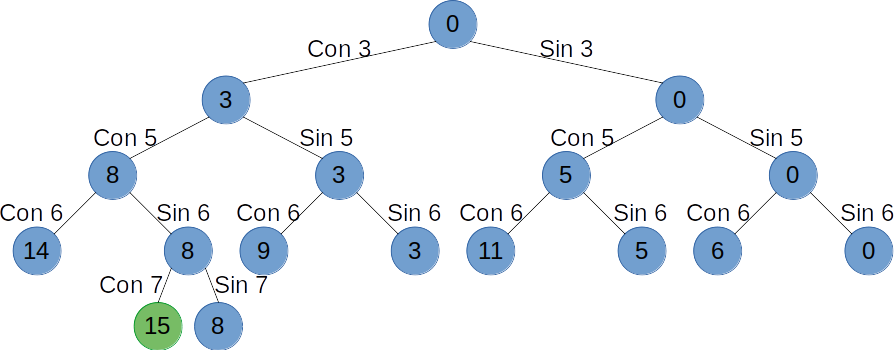 0
Con 3 Sin 3
3 0
Con 5 Sin 5 Con 5 Sin 5
8 3 5 0
Con 6 Sin 6 Con 6 Sin 6 Con 6 Sin 6 Con 6 Sin 6
14 8 9 3 11 5 6 0
Con 7 Sin 7
15 8